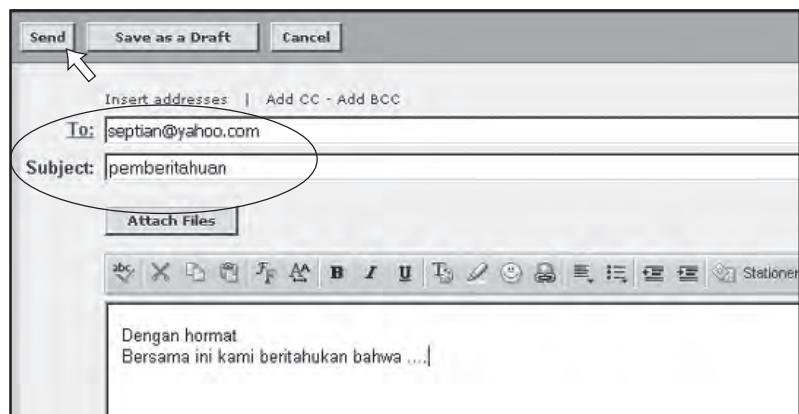 Send Save as a Draft Cancel
Insert addresses | Add CC - Add BCC
To: septian@yahoo.com
Subject: pemberitahuan
Attach Files
abc B I U Stationer
Dengan hormat
Bersama ini kami beritahukan bahwa ....